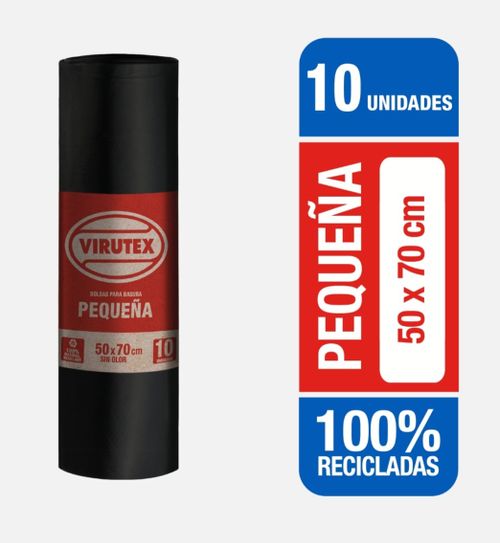 VIRUTEX
BOLSAS PARA BASURA
PEQUEÑA
100%
50 x 70 cm
SIN OLOR
10
10 UNIDADES
PEQUEÑA
50 x 70 cm
100%
RECICLADAS